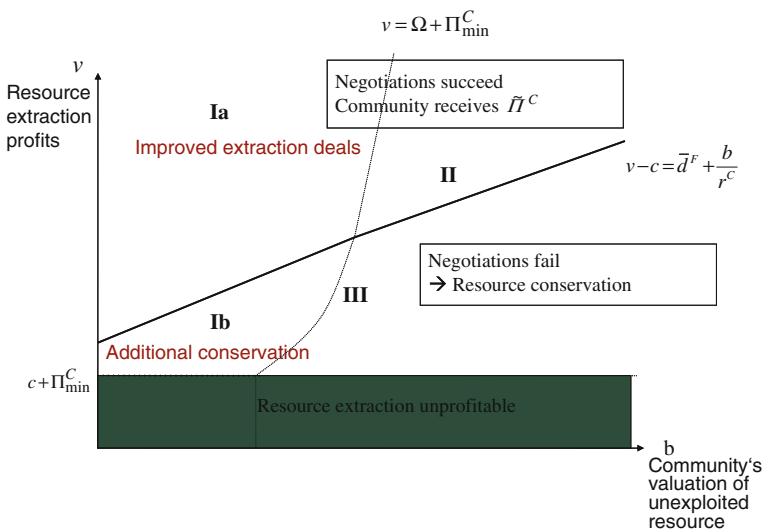 v = Ω + Π^C_min
v
Resource
extraction
profits
Negotiations succeed
Community receives Π̃^C
Ia
Improved extraction deals
II
v − c = d̄^F + b/r^C
Negotiations fail
→ Resource conservation
III
Ib
Additional conservation
c + Π^C_min
Resource extraction unprofitable
b
Community's
valuation of
unexploited
resource